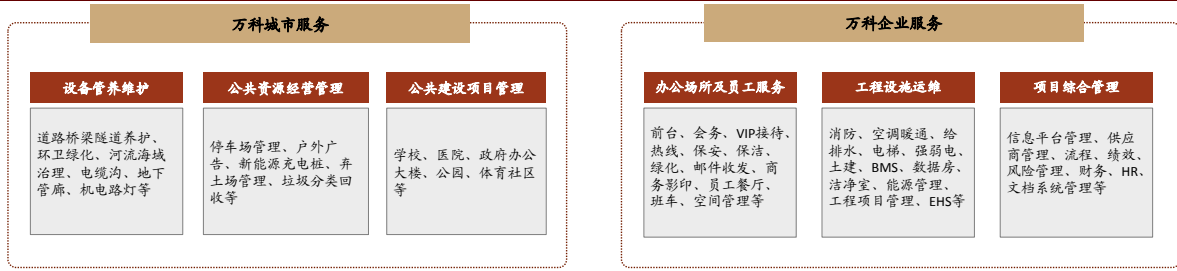 万科城市服务
设备管养维护
道路桥梁隧道养护、
环卫绿化、河流海域
治理、电缆沟、地下
管廊、机电路灯等
公共资源经营管理
停车场管理、户外广
告、新能源充电桩、弃
土场管理、垃圾分类回
收等
公共建设项目管理
学校、医院、政府办公
大楼、公园、体育社区
等
万科企业服务
办公场所及员工服务
前台、会务、VIP接待、
热线、保安、保洁、
绿化、邮件收发、商
务影印、员工餐厅、
班车、空间管理等
工程设施运维
消防、空调暖通、给
排水、电梯、强弱电、
土建、BMS、数据房、
洁净室、能源管理、
工程项目管理、EHS等
项目综合管理
信息平台管理、供应
商管理、流程、绩效、
风险管理、财务、HR、
文档系统管理等